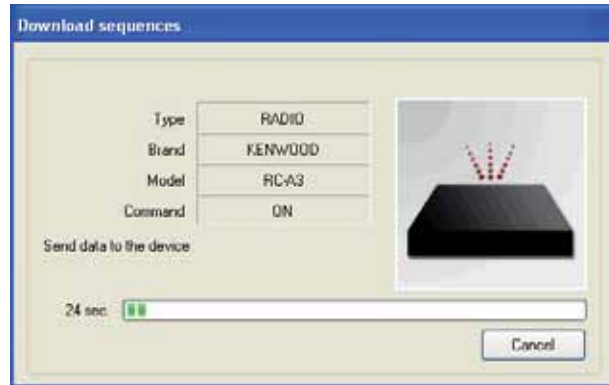 Download sequences
Type RADIO
Brand KENWOOD
Model RC-A3
Command ON
Send data to the device
24 sec.
Cancel